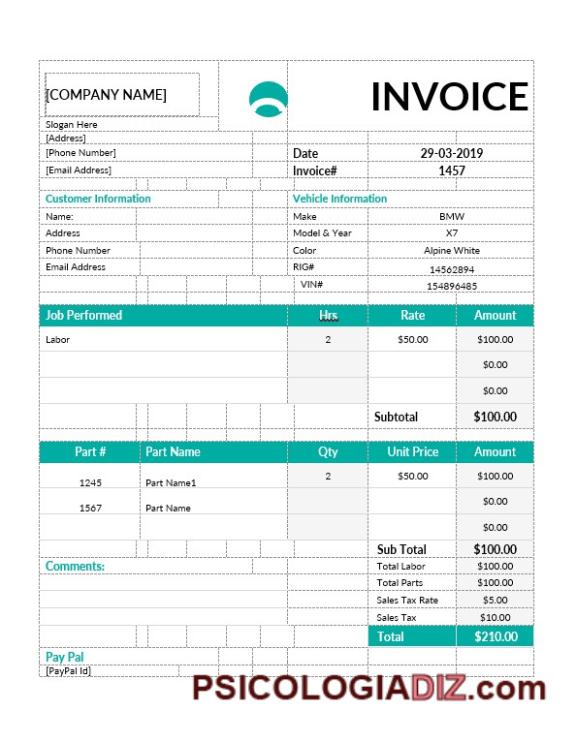 [COMPANY NAME]
INVOICE
Slogan Here
[Address]
[Phone Number] Date 29-03-2019
[Email Address] Invoice# 1457
Customer Information Vehicle Information
Name: Make BMW
Address Model & Year X7
Phone Number Color Alpine White
Email Address RIG# 14562894
VIN# 154896485
Job Performed Hrs Rate Amount
Labor 2 $50.00 $100.00
$0.00
$0.00
Subtotal $100.00
Part # Part Name Qty Unit Price Amount
1245 Part Name1 2 $50.00 $100.00
1567 Part Name $0.00
$0.00
Sub Total $100.00
Comments: Total Labor $100.00
Total Parts $100.00
Sales Tax Rate $5.00
Sales Tax $10.00
Total $210.00
Pay Pal
[PayPal Id]
PSICOLOGIADIZ.com